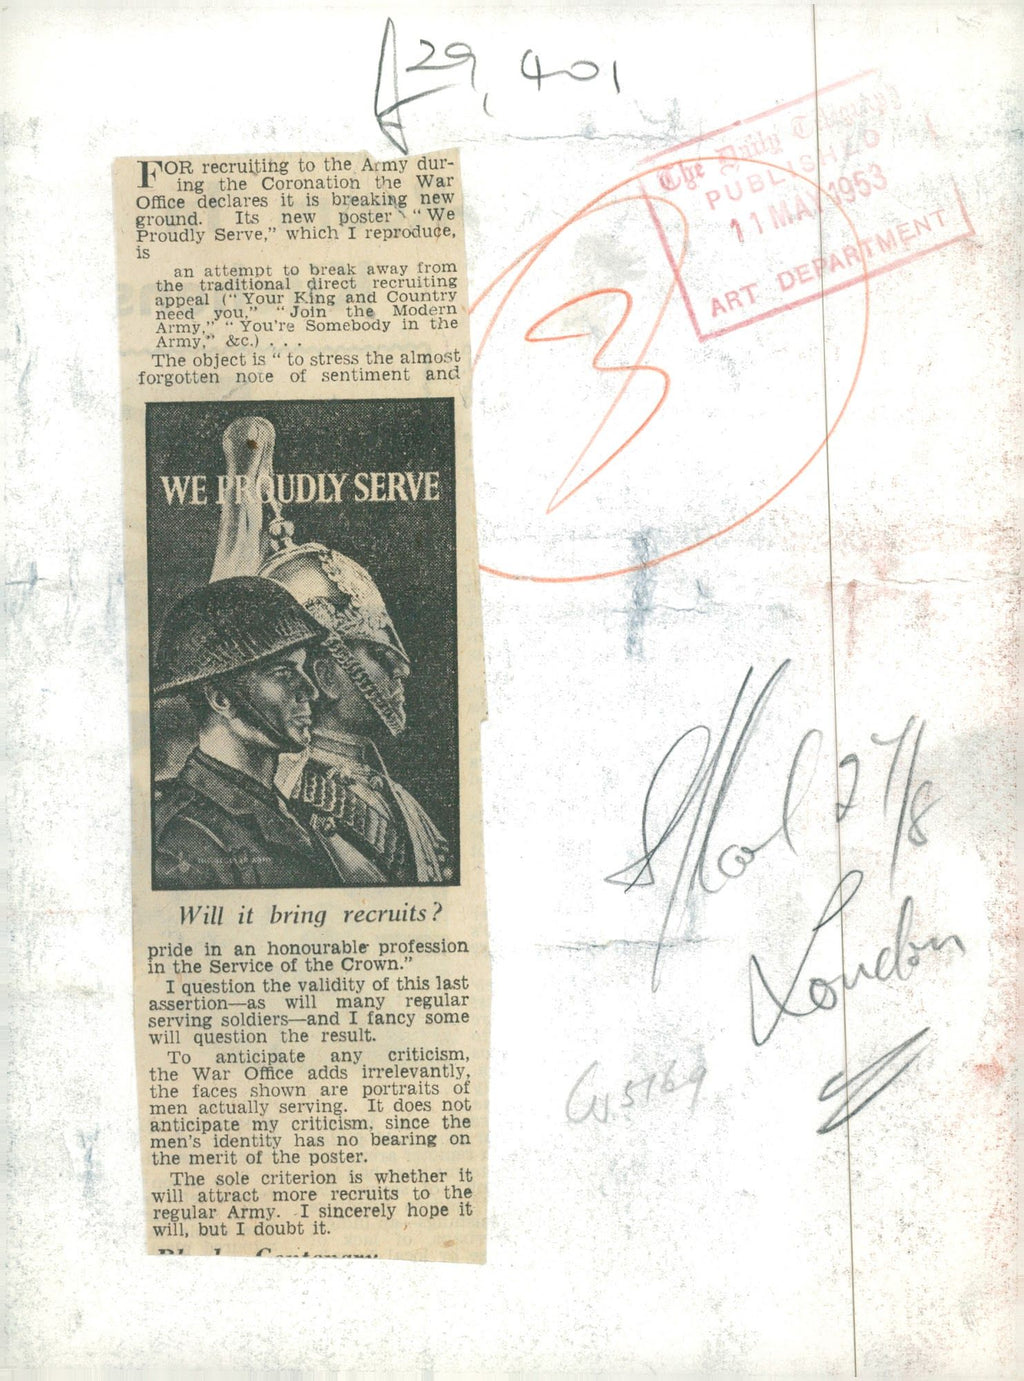 29,401
The Daily Telegraph
PUBLISHED
11 MAY 1953
ART DEPARTMENT
FOR recruiting to the Army dur-
ing the Coronation the War
Office declares it is breaking new
ground. Its new poster "We
Proudly Serve," which I reproduce,
is
an attempt to break away from
the traditional direct recruiting
appeal ("Your King and Country
need you," "Join the Modern
Army," "You're Somebody in the
Army," &c.) . . .
The object is "to stress the almost
forgotten note of sentiment and
WE PROUDLY SERVE
Will it bring recruits?
pride in an honourable profession
in the Service of the Crown."
I question the validity of this last
assertion—as will many regular
serving soldiers—and I fancy some
will question the result.
To anticipate any criticism,
the War Office adds irrelevantly,
the faces shown are portraits of
men actually serving. It does not
anticipate my criticism, since the
men's identity has no bearing on
the merit of the poster.
The sole criterion is whether it
will attract more recruits to the
regular Army. I sincerely hope it
will, but I doubt it.
Centenary
3
27/8
London
5169